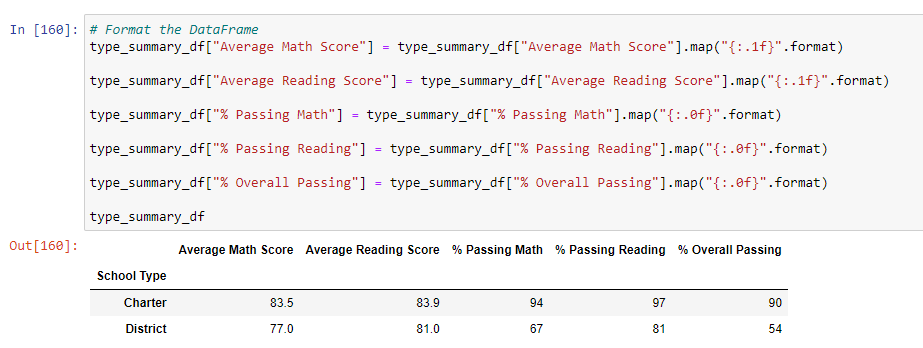 In [160]: # Format the DataFrame
type_summary_df["Average Math Score"] = type_summary_df["Average Math Score"].map("{:.1f}".format)
type_summary_df["Average Reading Score"] = type_summary_df["Average Reading Score"].map("{:.1f}".format)
type_summary_df["% Passing Math"] = type_summary_df["% Passing Math"].map("{:.0f}".format)
type_summary_df["% Passing Reading"] = type_summary_df["% Passing Reading"].map("{:.0f}".format)
type_summary_df["% Overall Passing"] = type_summary_df["% Overall Passing"].map("{:.0f}".format)
type_summary_df
Out[160]:
Average Math Score Average Reading Score % Passing Math % Passing Reading % Overall Passing
School Type
Charter 83.5 83.9 94 97 90
District 77.0 81.0 67 81 54